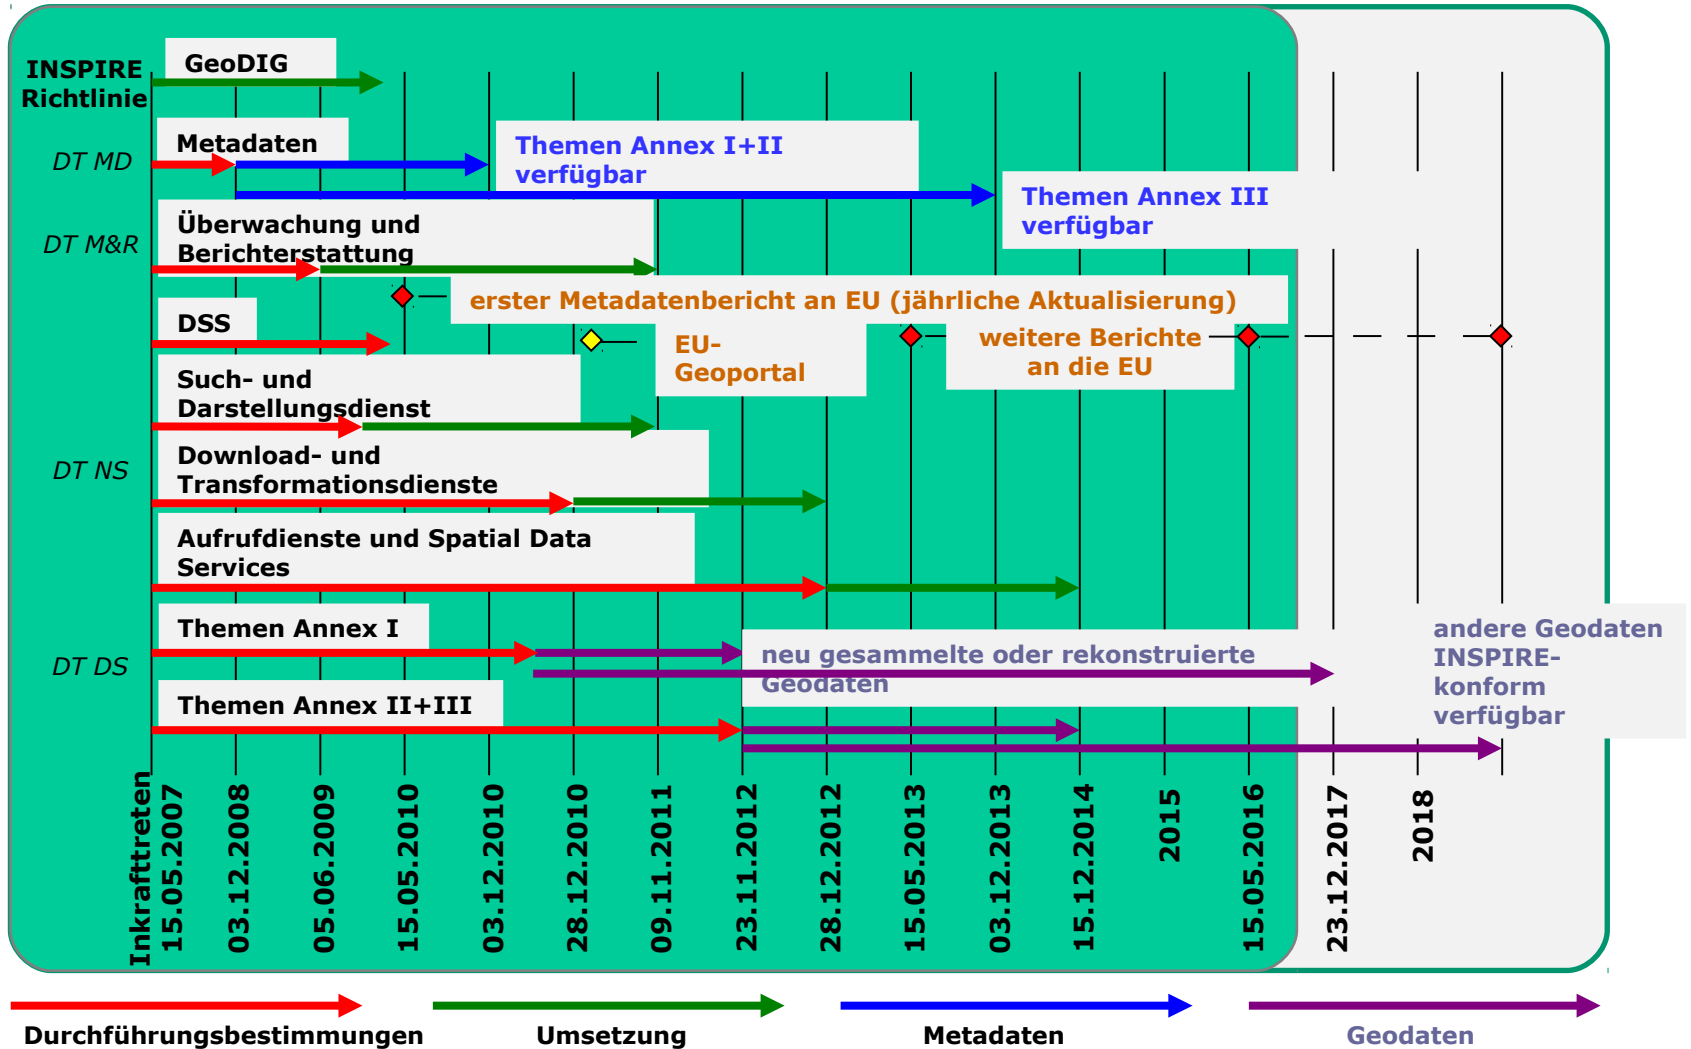 INSPIRE
Richtlinie
GeoDIG
DT MD
Metadaten
Themen Annex I+II
verfügbar
Themen Annex III
verfügbar
DT M&R
Überwachung und
Berichterstattung
erster Metadatenbericht an EU (jährliche Aktualisierung)
DSS
EU-
Geoportal
weitere Berichte
an die EU
Such- und
Darstellungsdienst
DT NS
Download- und
Transformationsdienste
Aufrufdienste und Spatial Data
Services
DT DS
Themen Annex I
neu gesammelte oder rekonstruierte
Geodaten
andere Geodaten
INSPIRE-
konform
verfügbar
Themen Annex II+III
Inkrafttreten
15.05.2007
03.12.2008
05.06.2009
15.05.2010
03.12.2010
28.12.2010
09.11.2011
23.11.2012
28.12.2012
15.05.2013
03.12.2013
15.12.2014
2015
15.05.2016
23.12.2017
2018
Durchführungsbestimmungen
Umsetzung
Metadaten
Geodaten